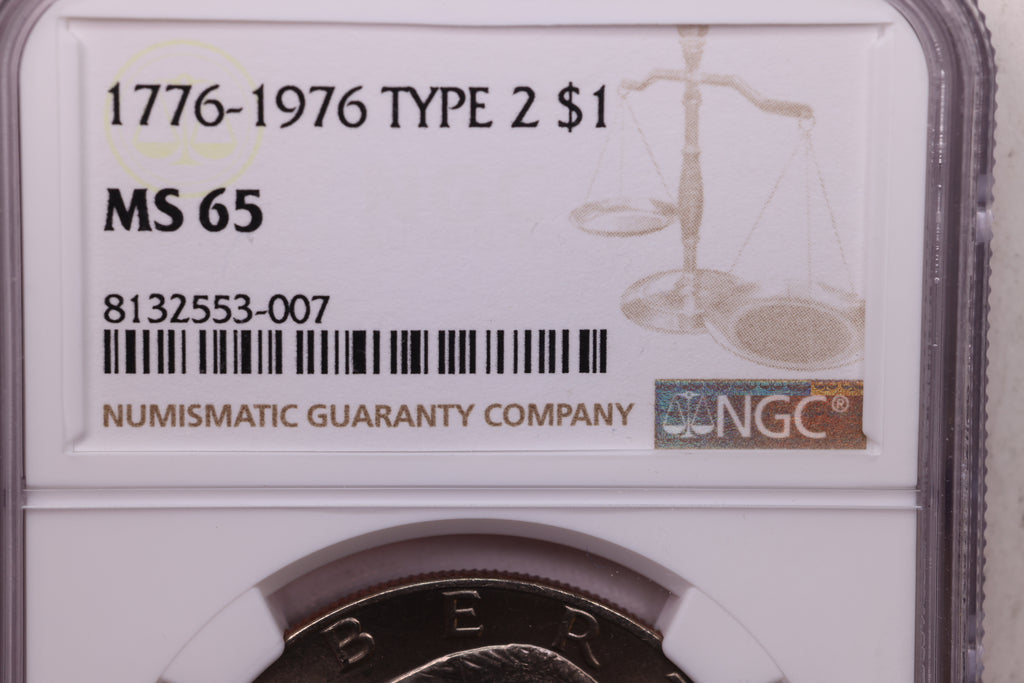 1776-1976 TYPE 2 $1
MS 65
8132553-007
NUMISMATIC GUARANTY COMPANY
NGC®
BER